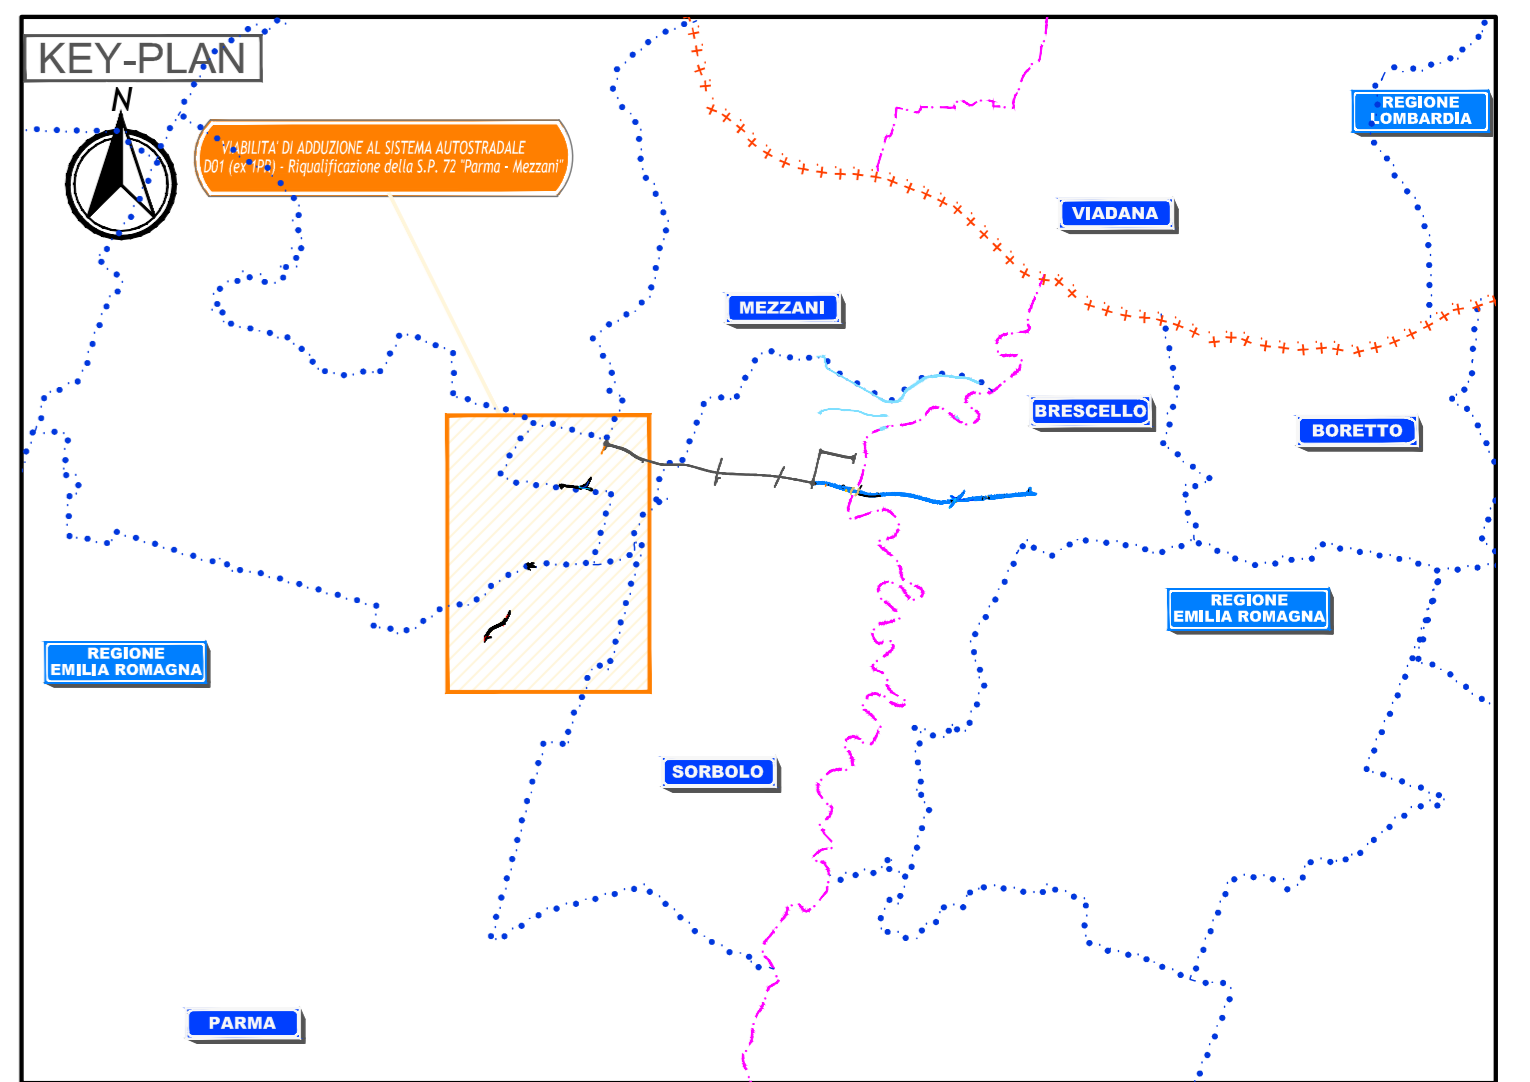 KEY-PLAN
N
VIABILITA' DI ADDUZIONE AL SISTEMA AUTOSTRADALE
D01 (ex 1PR) - Riqualificazione della S.P. 72 "Parma - Mezzani"
REGIONE
LOMBARDIA
VIADANA
MEZZANI
BRESCELLO
BORETTO
REGIONE
EMILIA ROMAGNA
REGIONE
EMILIA ROMAGNA
SORBOLO
PARMA